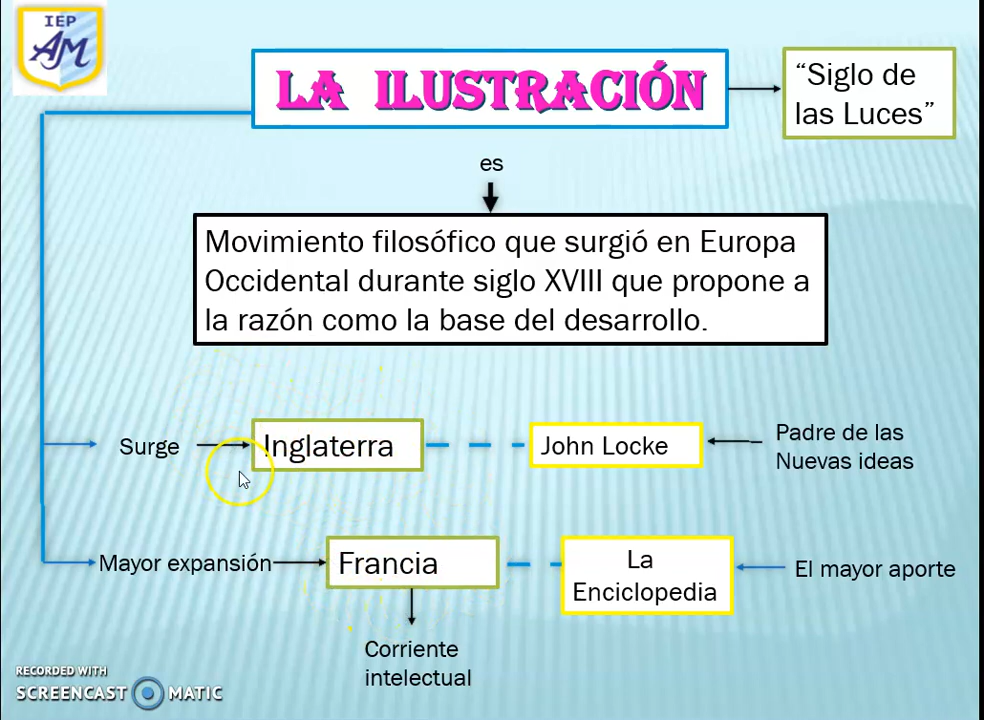 IEP
AM
LA ILUSTRACIÓN
“Siglo de
las Luces”
es
Movimiento filosófico que surgió en Europa
Occidental durante siglo XVIII que propone a
la razón como la base del desarrollo.
Surge
Inglaterra
John Locke
Padre de las
Nuevas ideas
Mayor expansión
Francia
La
Enciclopedia
El mayor aporte
Corriente
intelectual
RECORDED WITH
SCREENCAST MATIC